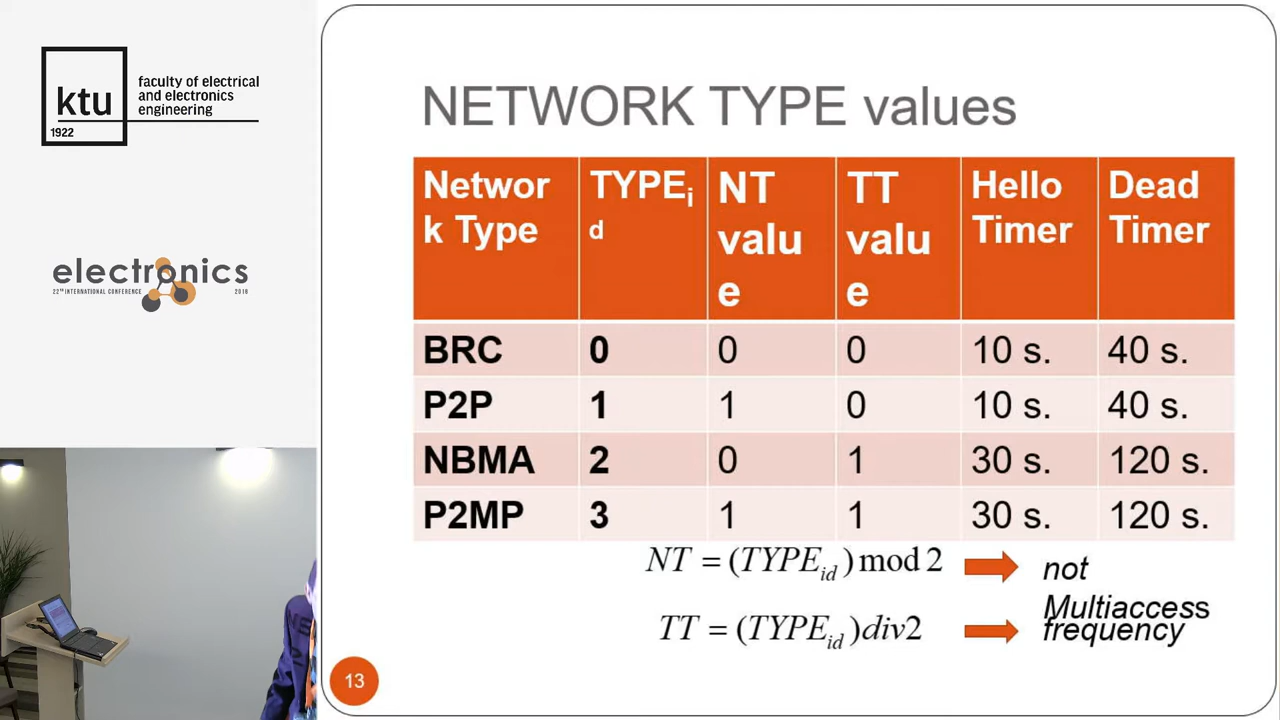 ktu
1922
faculty of electrical
and electronics
engineering
electronics
22ᴺᴰ INTERNATIONAL CONFERENCE 2018
NETWORK TYPE values
Networ
k Type
TYPEi
d
NT
valu
e
TT
valu
e
Hello
Timer
Dead
Timer
BRC 0 0 0 10 s. 40 s.
P2P 1 1 0 10 s. 40 s.
NBMA 2 0 1 30 s. 120 s.
P2MP 3 1 1 30 s. 120 s.
NT = (TYPEid) mod 2
not
Multiaccess
TT = (TYPEid)div2
frequency
13